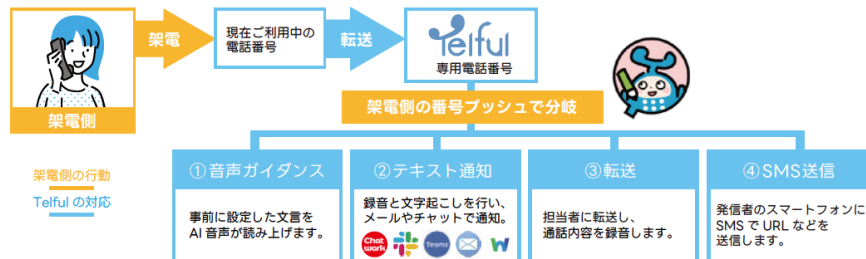 架電
現在ご利用中の
電話番号
転送
Telful
専用電話番号
架電側
架電側の番号プッシュで分岐
架電側の行動
Telful の対応
①音声ガイダンス
事前に設定した文言を
AI 音声が読み上げます。
②テキスト通知
録音と文字起こしを行い、
メールやチャットで通知。
Chat
work
Teams
③転送
担当者に転送し、
通話内容を録音します。
④SMS送信
発信者のスマートフォンに
SMS で URL などを
送信します。